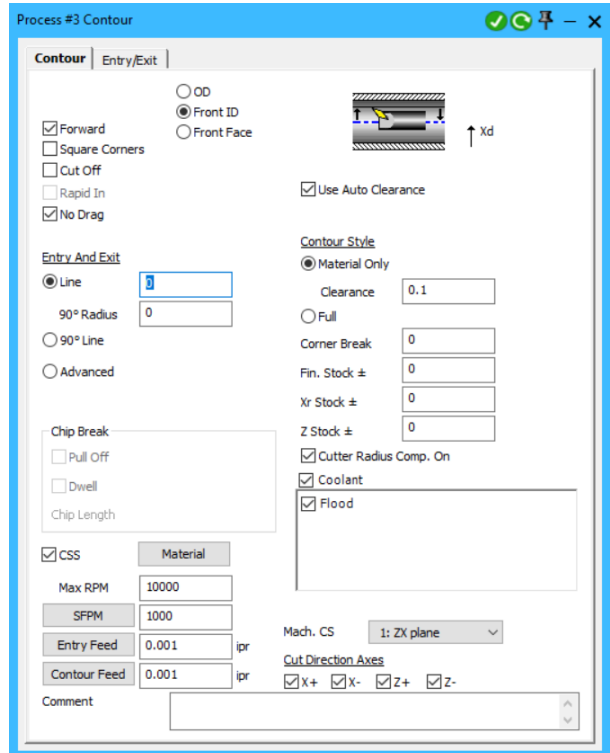 Process #3 Contour
Contour
Entry/Exit
OD
Front ID
Front Face
Forward
Square Corners
Cut Off
Rapid In
No Drag
Xd
Use Auto Clearance
Entry And Exit
Line 0
90° Radius 0
90° Line
Advanced
Contour Style
Material Only
Clearance 0.1
Full
Corner Break 0
Fin. Stock ± 0
Xr Stock ± 0
Z Stock ± 0
Cutter Radius Comp. On
Coolant
Flood
Chip Break
Pull Off
Dwell
Chip Length
CSS Material
Max RPM 10000
SFPM 1000
Entry Feed 0.001 ipr
Contour Feed 0.001 ipr
Mach. CS 1: ZX plane
Cut Direction Axes
X+ X- Z+ Z-
Comment